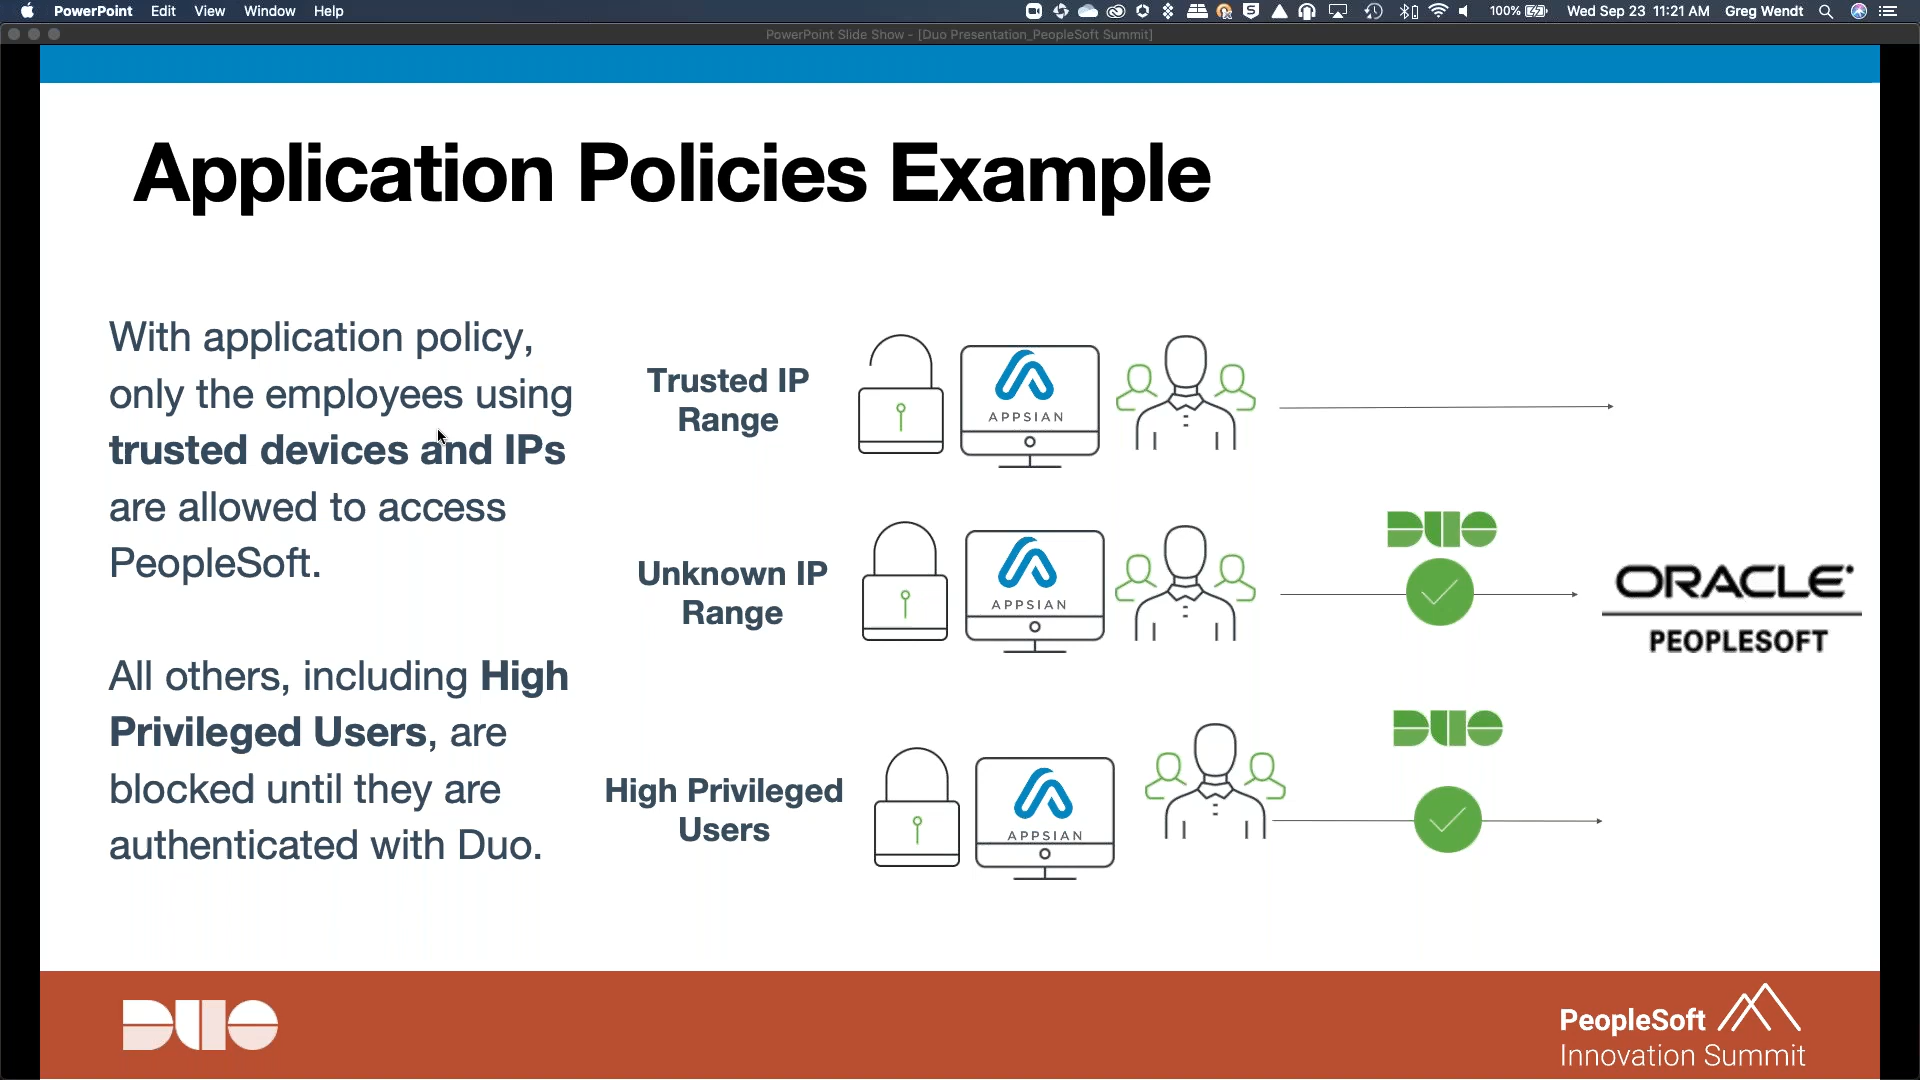 PowerPoint Edit View Window Help 100% Wed Sep 23 11:21 AM Greg Wendt
PowerPoint Slide Show - [Duo Presentation_PeopleSoft Summit]
Application Policies Example
With application policy,
only the employees using
trusted devices and IPs
are allowed to access
PeopleSoft.
All others, including High
Privileged Users, are
blocked until they are
authenticated with Duo.
Trusted IP
Range
APPSIAN
Unknown IP
Range
APPSIAN
DUO
High Privileged
Users
APPSIAN
DUO
ORACLE
PEOPLESOFT
DUO
PeopleSoft
Innovation Summit